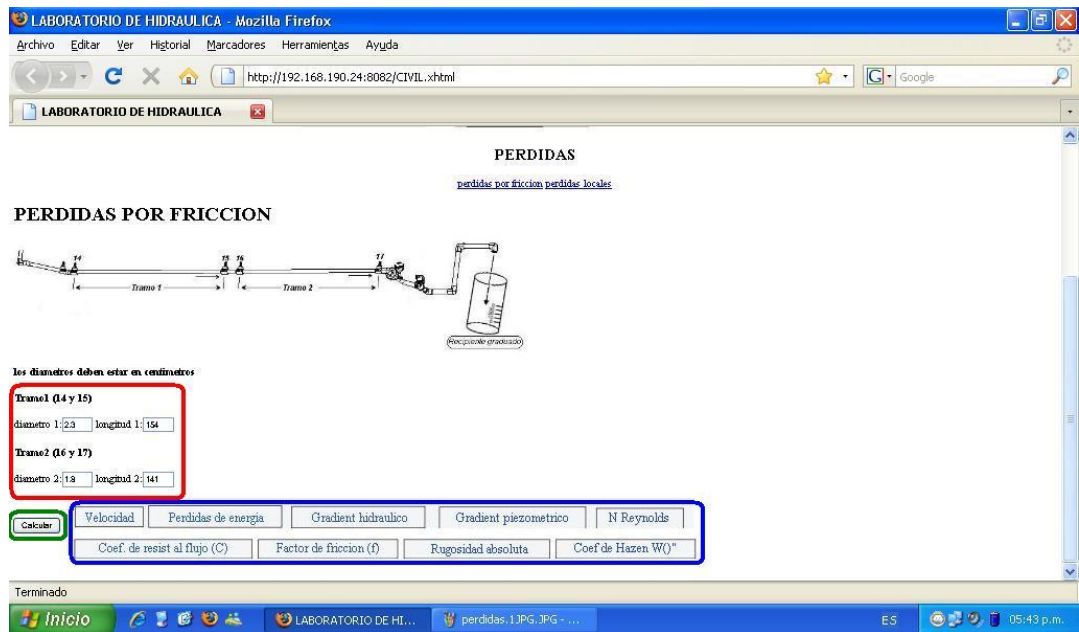 LABORATORIO DE HIDRAULICA - Mozilla Firefox
Archivo Editar Ver Historial Marcadores Herramientas Ayuda
http://192.168.190.24:8082/CIVIL.xhtml
G Google
LABORATORIO DE HIDRAULICA
PERDIDAS
perdidas por friccion perdidas locales
PERDIDAS POR FRICCION
14 15 16 17
Tramo 1 Tramo 2
(Recipiente graduado)
los diametros deben estar en centimetros
Tramo1 (14 y 15)
diametro 1: 2.3 longitud 1: 154
Tramo2 (16 y 17)
diametro 2: 1.9 longitud 2: 141
Calcular Velocidad Perdidas de energia Gradient hidraulico Gradient piezometrico N Reynolds
Coef. de resist al flujo (C) Factor de friccion (f) Rugosidad absoluta Coef de Hazen W()"
Terminado
Inicio LABORATORIO DE HI... perdidas.1JPG.JPG - ... ES 05:43 p.m.